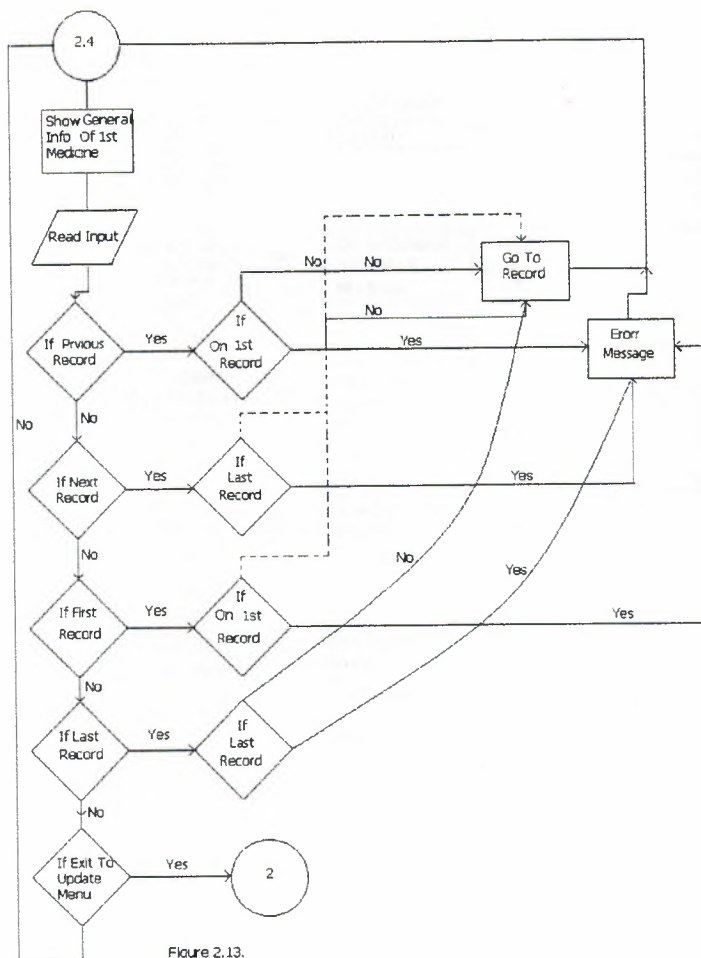 2.4
Show General
Info Of 1st
Medicine
Read Input
No
No
Go To
Record
If
On 1st
Record
If Prvious
Record
Yes
No
Yes
Erorr
Message
No
No
If Next
Record
Yes
If
Last
Record
Yes
No
No
Yes
If First
Record
Yes
If
On 1st
Record
Yes
No
If Last
Record
Yes
If
Last
Record
No
If Exit To
Update
Menu
Yes
2
Figure 2.13.